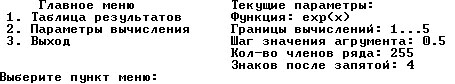 Главное меню
1. Таблица результатов
2. Параметры вычисления
3. Выход
Выберите пункт меню:
Текущие параметры:
Функция: exp(x)
Границы вычислений: 1...5
Шаг значения агрумента: 0.5
Кол-во членов ряда: 255
Знаков после запятой: 4